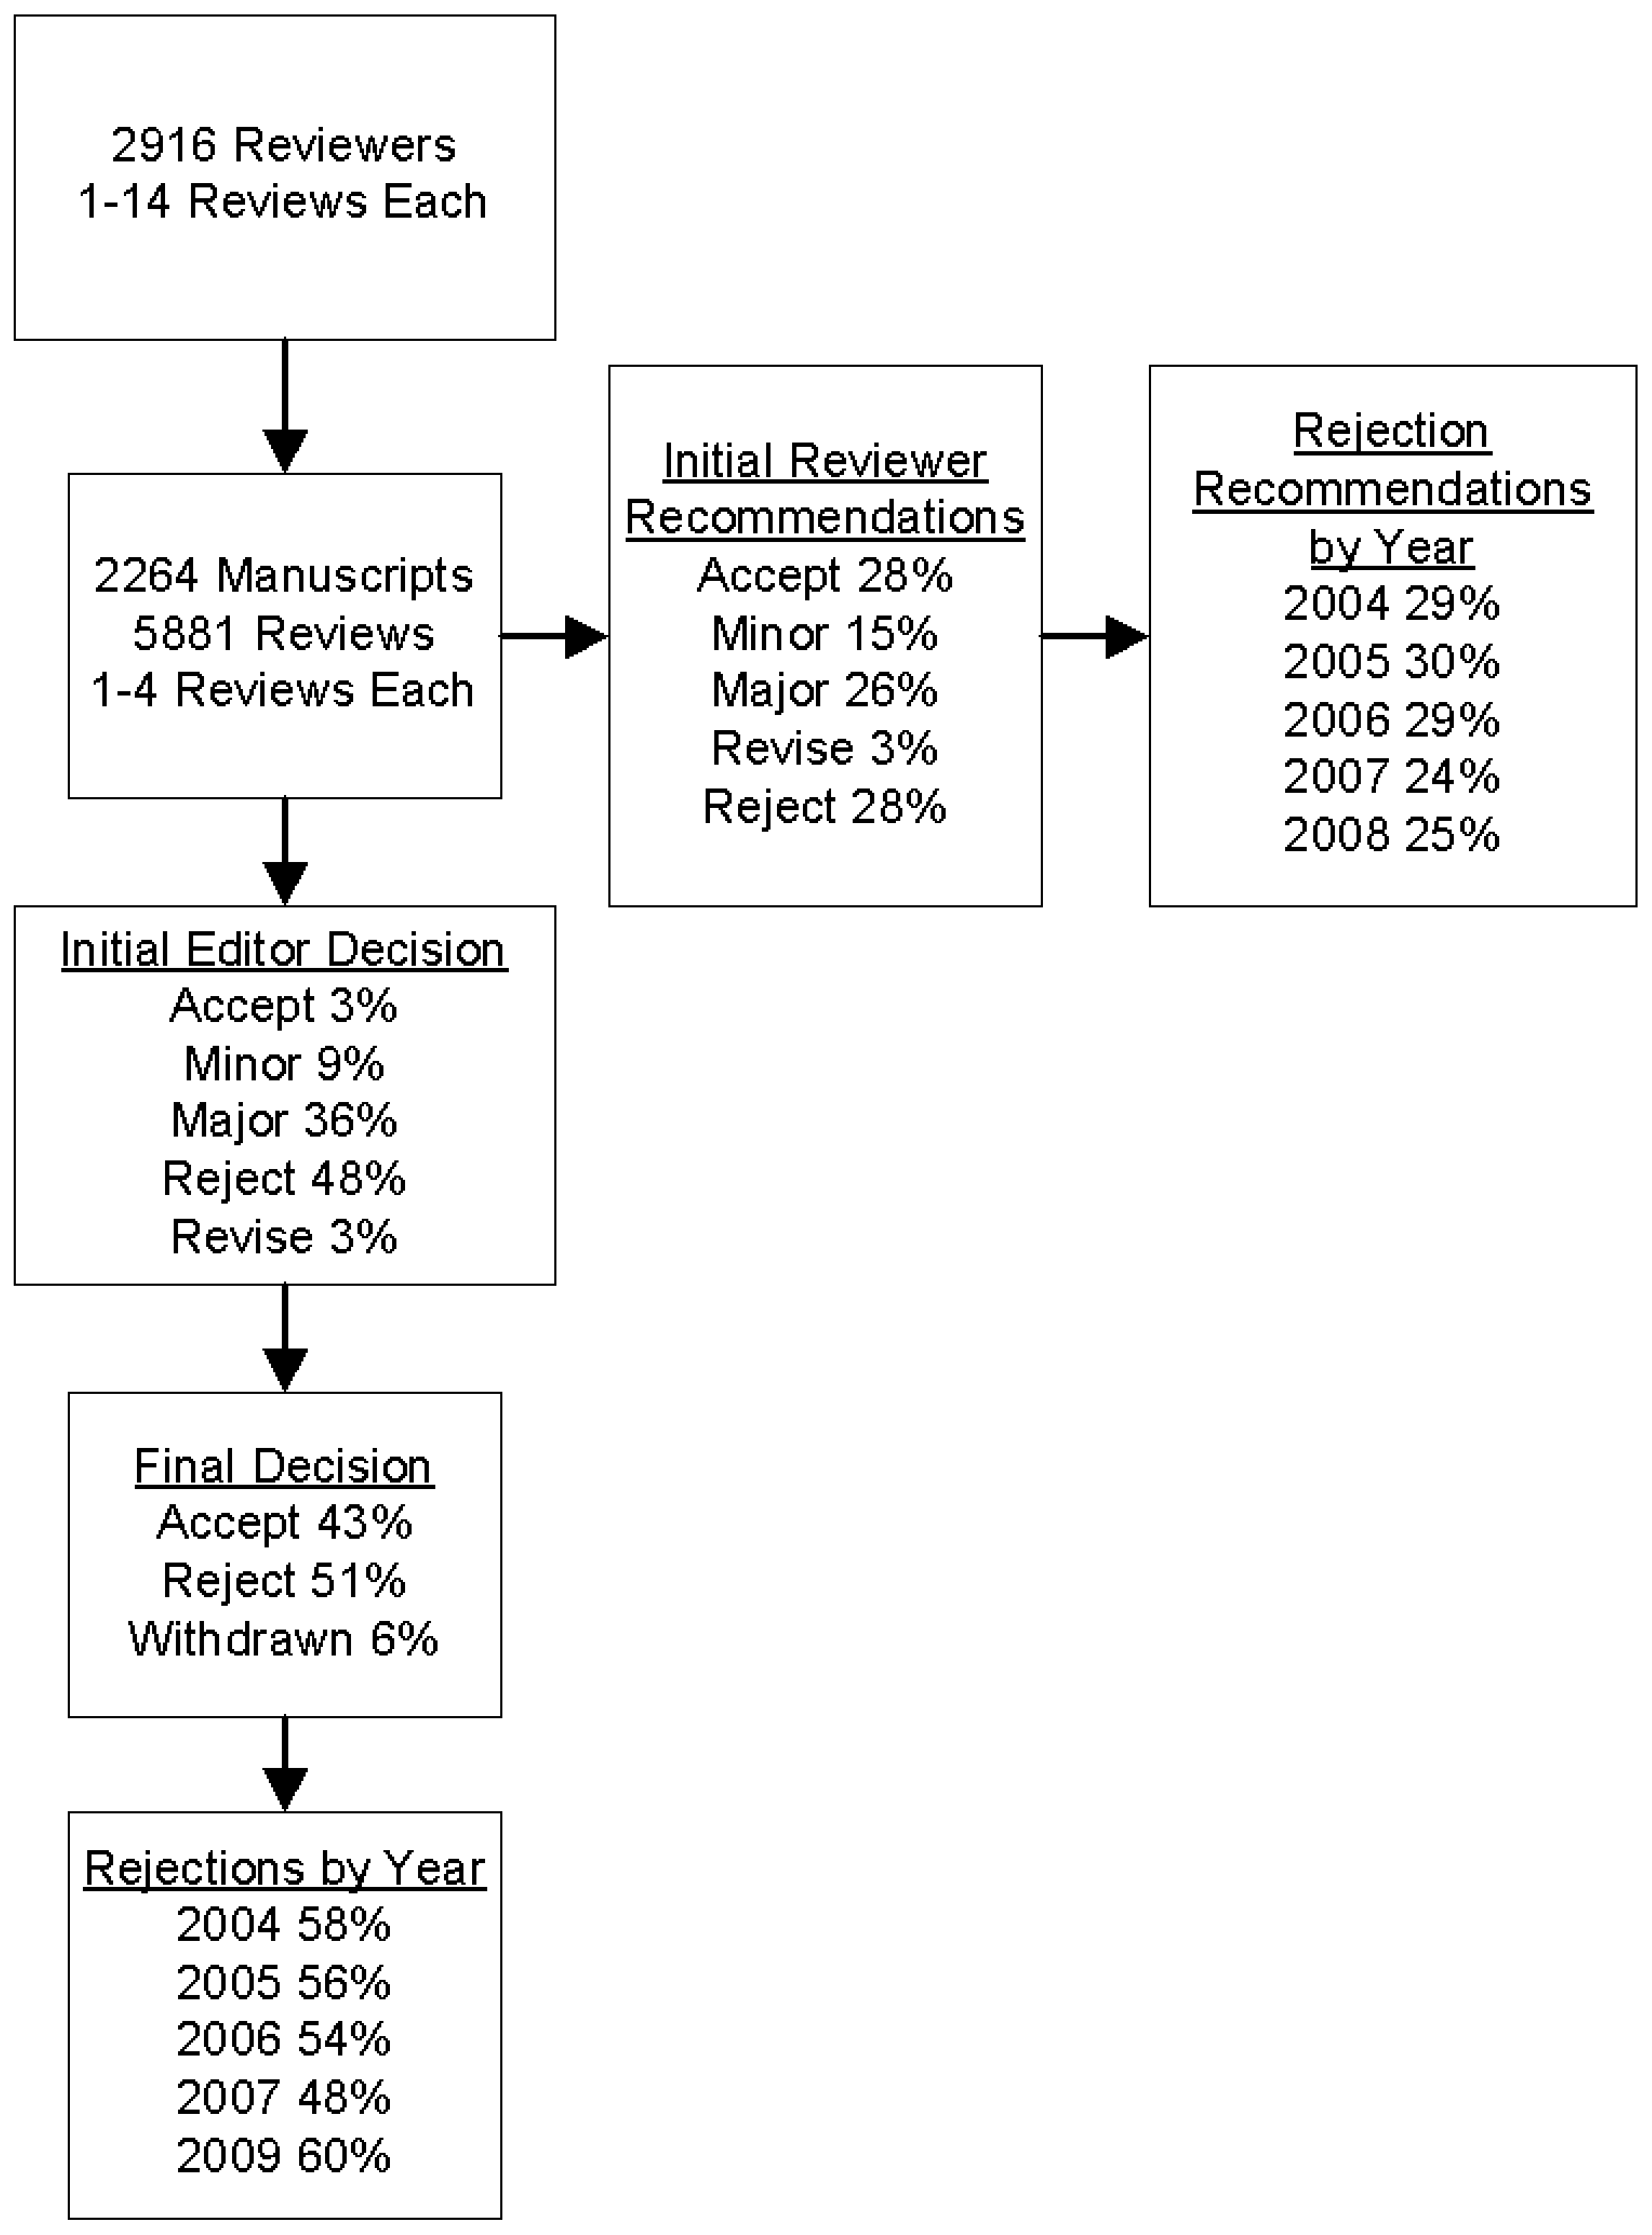 2916 Reviewers
1-14 Reviews Each
2264 Manuscripts
5881 Reviews
1-4 Reviews Each
Initial Reviewer
Recommendations
Accept 28%
Minor 15%
Major 26%
Revise 3%
Reject 28%
Rejection
Recommendations
by Year
2004 29%
2005 30%
2006 29%
2007 24%
2008 25%
Initial Editor Decision
Accept 3%
Minor 9%
Major 36%
Reject 48%
Revise 3%
Final Decision
Accept 43%
Reject 51%
Withdrawn 6%
Rejections by Year
2004 58%
2005 56%
2006 54%
2007 48%
2009 60%